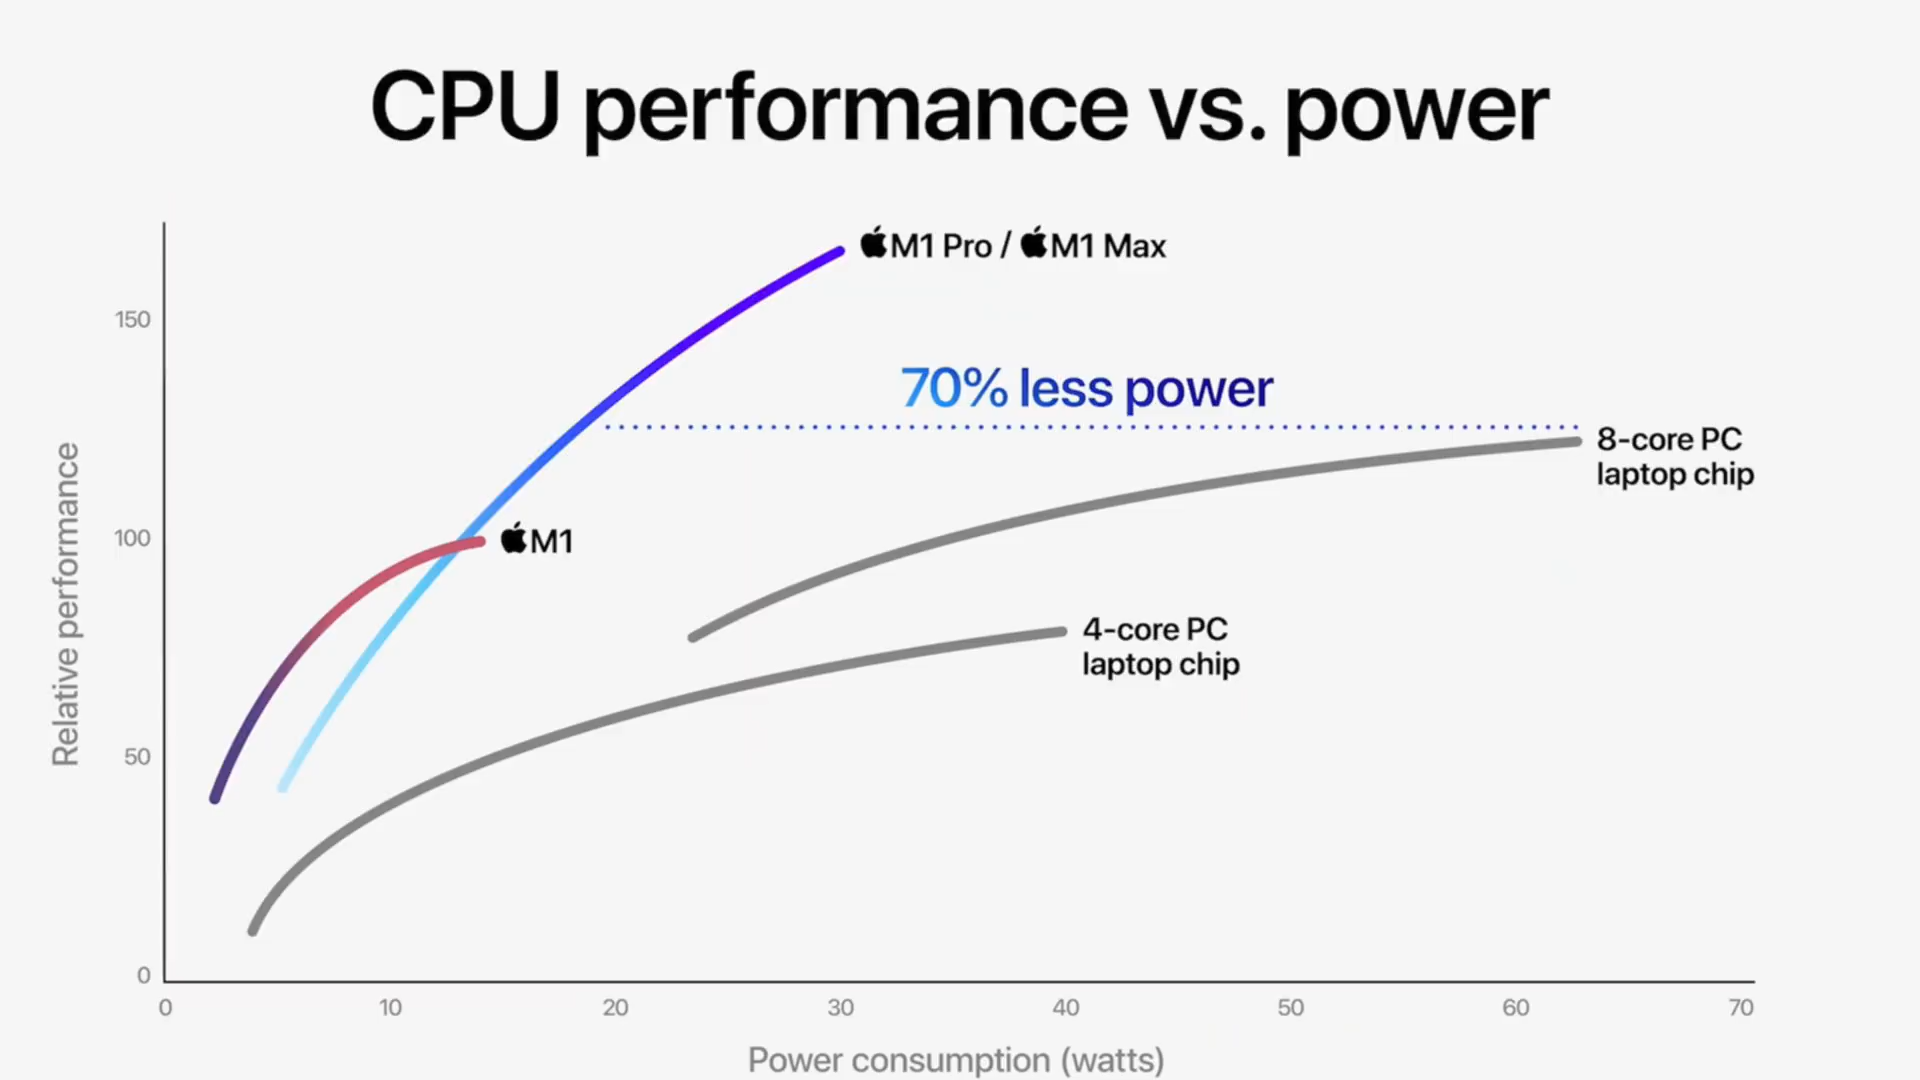 CPU performance vs. power
M1 Pro / M1 Max
150
70% less power
8-core PC
laptop chip
Relative performance
100
M1
4-core PC
laptop chip
50
0
0 10 20 30 40 50 60 70
Power consumption (watts)